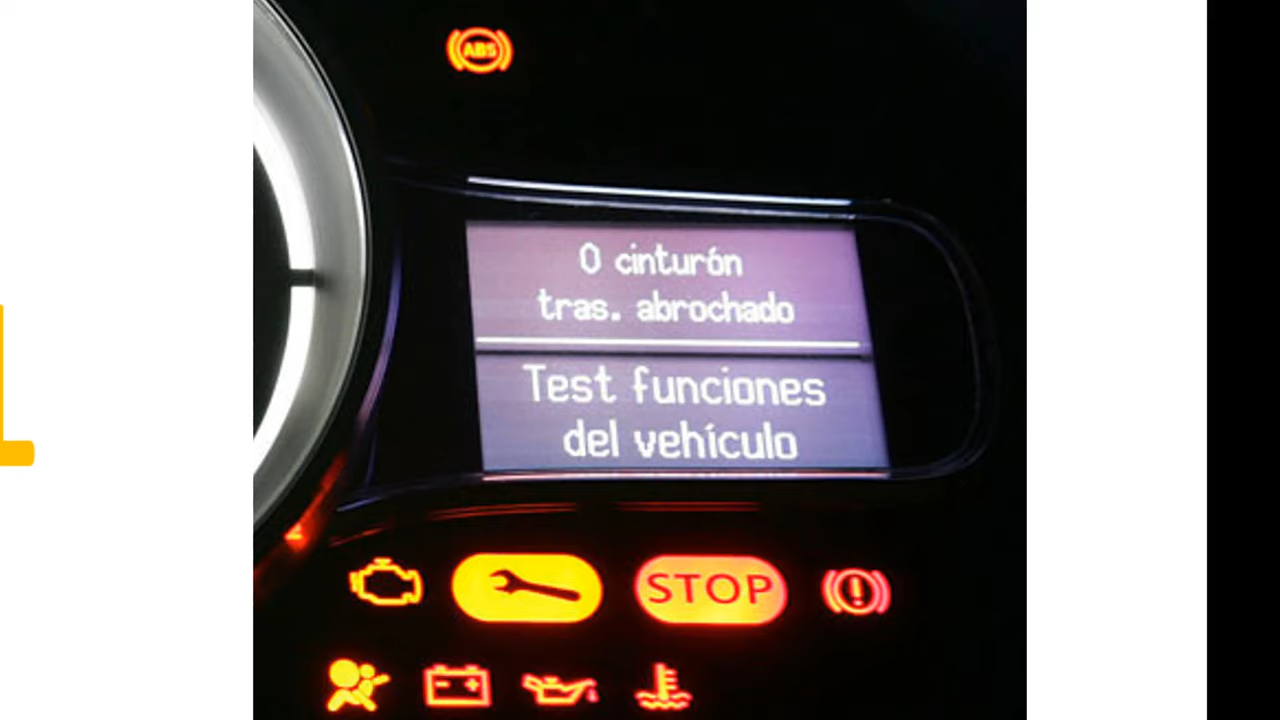 ABS
0 cinturón
tras. abrochado
Test funciones
del vehículo
STOP